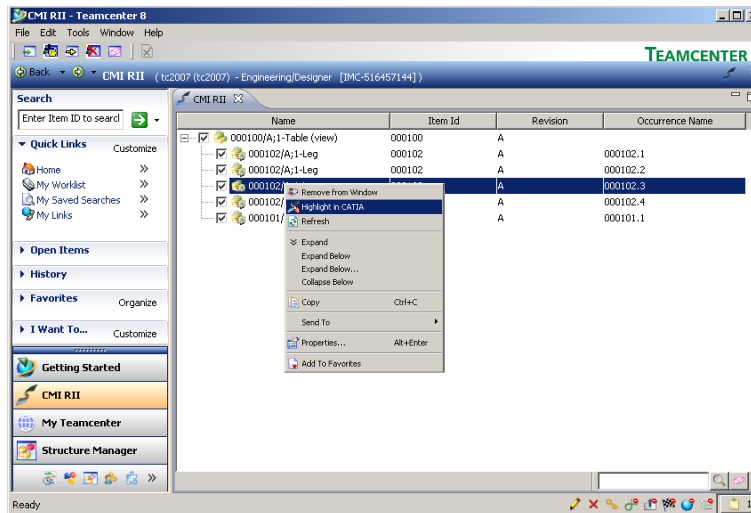 CMI RII - Teamcenter 8
File Edit Tools Window Help
TEAMCENTER
Back CMI RII ( tc2007 (tc2007) - Engineering/Designer [IMC-516457144] )
Search
Enter Item ID to searcl
Quick Links Customize
Home
My Worklist
My Saved Searches
My Links
Open Items
History
Favorites Organize
I Want To... Customize
Getting Started
CMI RII
My Teamcenter
Structure Manager
CMI RII
Name Item Id Revision Occurrence Name
000100/A;1-Table (view) 000100 A
000102/A;1-Leg 000102 A 000102.1
000102/A;1-Leg 000102 A 000102.2
000102/ A 000102.3
000102/ A 000102.4
000101/ A 000101.1
Remove from Window
Highlight in CATIA
Refresh
Expand
Expand Below
Expand Below...
Collapse Below
Copy Ctrl+C
Send To
Properties... Alt+Enter
Add To Favorites
Ready
1